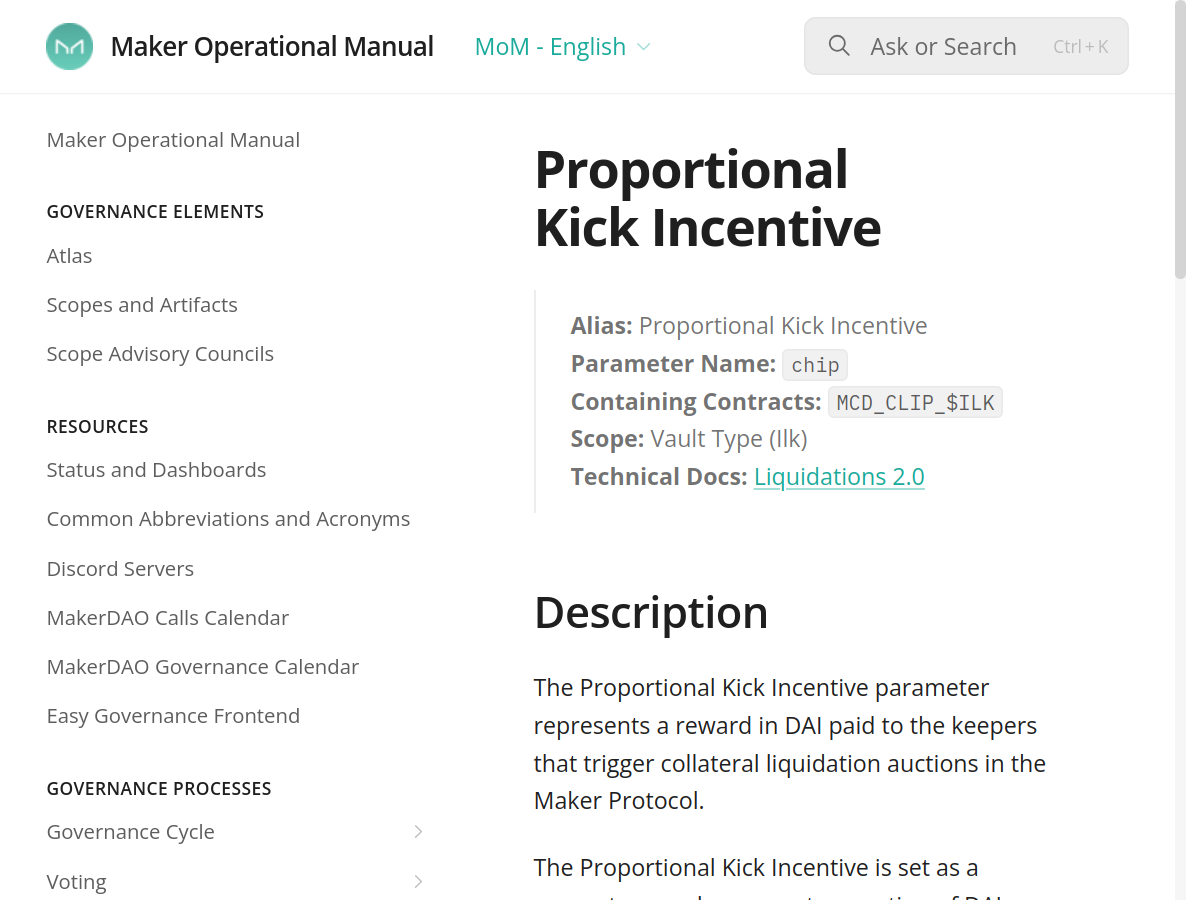 Maker Operational Manual
MoM - English
Ask or Search
Ctrl + K
Maker Operational Manual
GOVERNANCE ELEMENTS
Atlas
Scopes and Artifacts
Scope Advisory Councils
RESOURCES
Status and Dashboards
Common Abbreviations and Acronyms
Discord Servers
MakerDAO Calls Calendar
MakerDAO Governance Calendar
Easy Governance Frontend
GOVERNANCE PROCESSES
Governance Cycle
Voting
Proportional
Kick Incentive
Alias: Proportional Kick Incentive
Parameter Name: chip
Containing Contracts: MCD_CLIP_$ILK
Scope: Vault Type (Ilk)
Technical Docs: Liquidations 2.0
Description
The Proportional Kick Incentive parameter
represents a reward in DAI paid to the keepers
that trigger collateral liquidation auctions in the
Maker Protocol.
The Proportional Kick Incentive is set as a